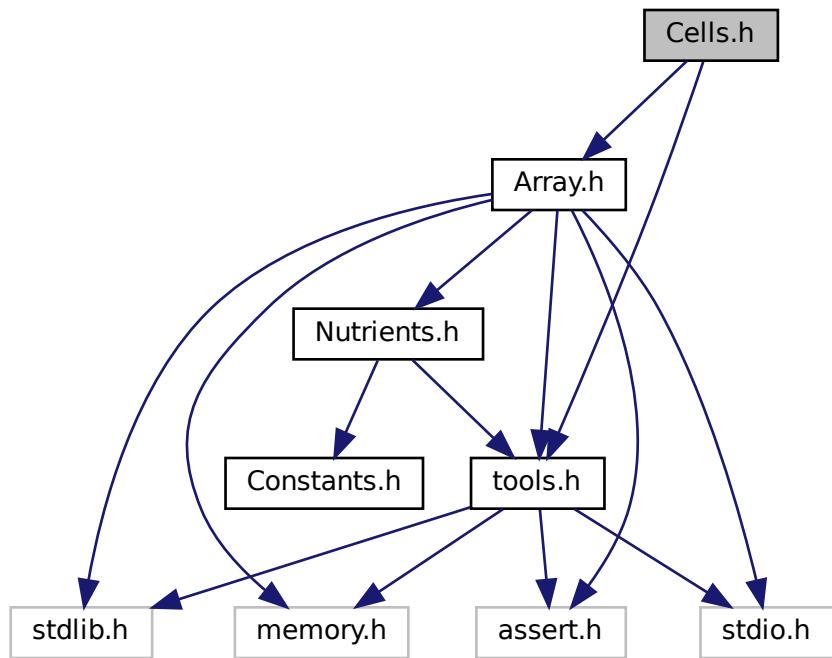 Cells.h
Array.h
Nutrients.h
Constants.h
tools.h
stdlib.h
memory.h
assert.h
stdio.h